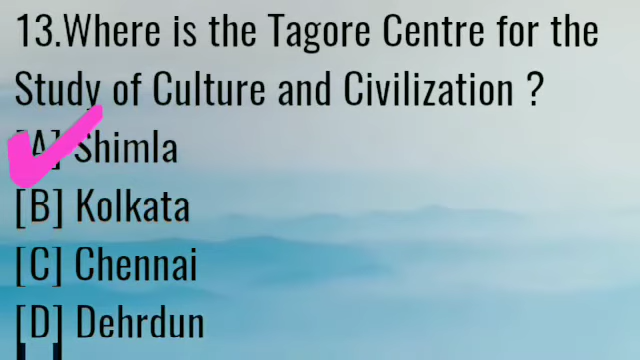 13.Where is the Tagore Centre for the
Study of Culture and Civilization ?
[A] Shimla
[B] Kolkata
[C] Chennai
[D] Dehrdun